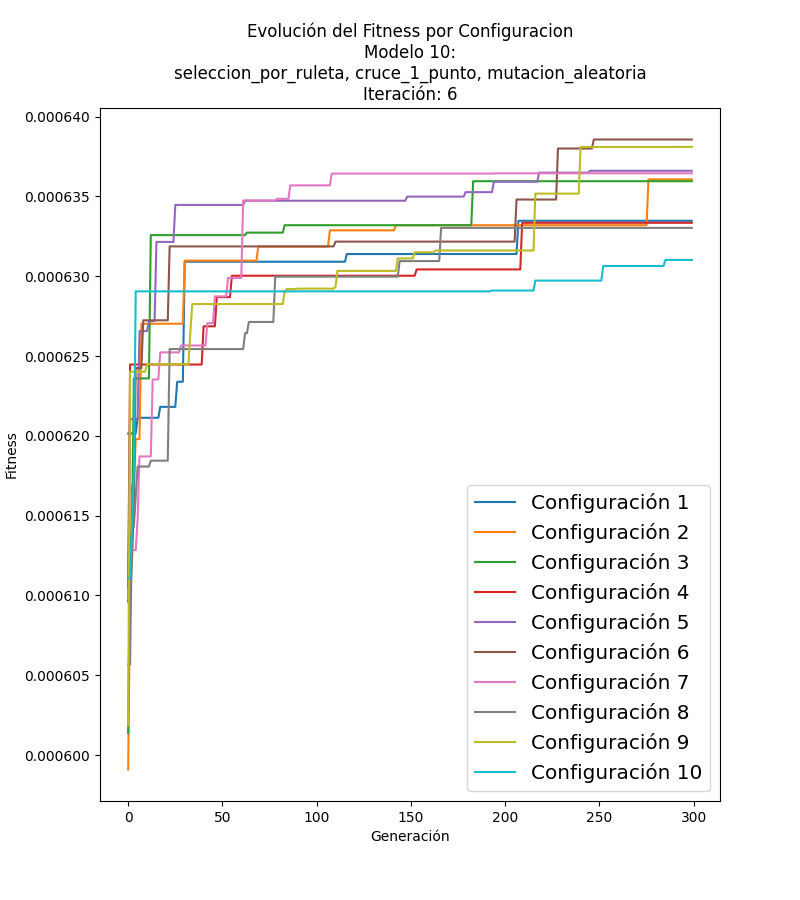 Evolución del Fitness por Configuracion
Modelo 10:
seleccion_por_ruleta, cruce_1_punto, mutacion_aleatoria
Iteración: 6
0.000640
0.000635
0.000630
0.000625
0.000620
0.000615
0.000610
0.000605
0.000600
Fitness
0
50
100
150
200
250
300
Generación
Configuración 1
Configuración 2
Configuración 3
Configuración 4
Configuración 5
Configuración 6
Configuración 7
Configuración 8
Configuración 9
Configuración 10